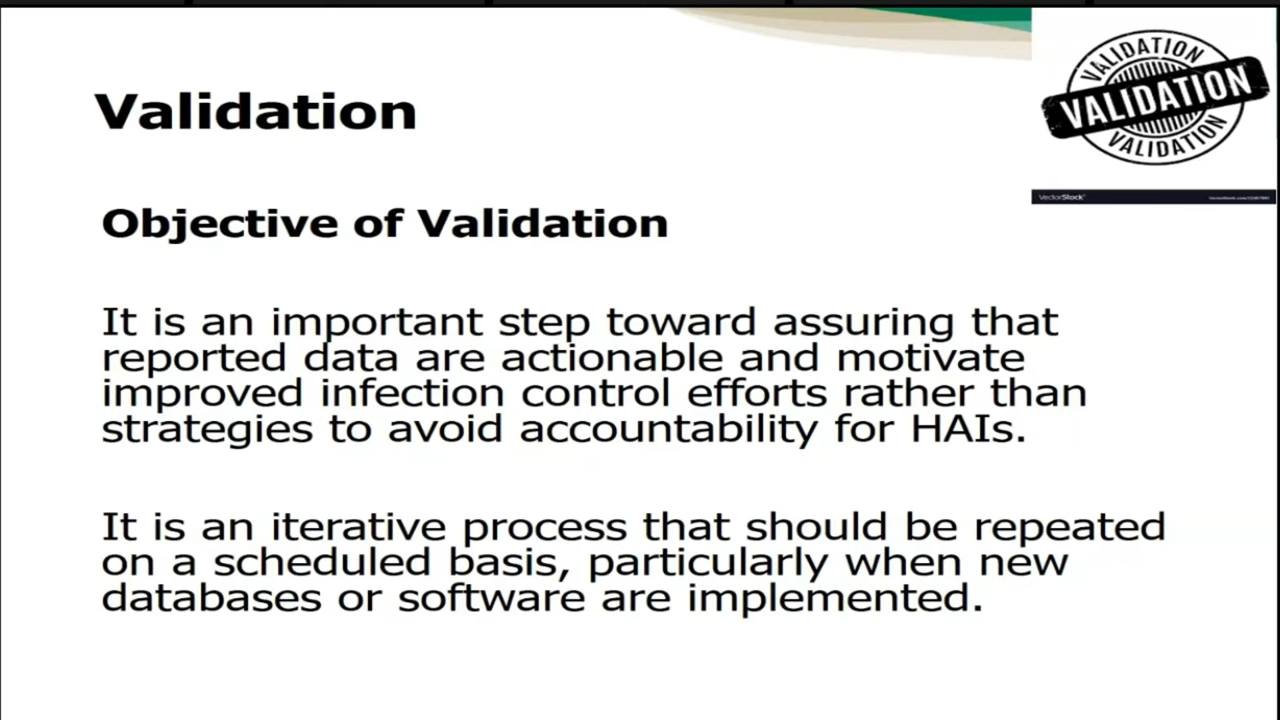 VALIDATION
VALIDATION
VALIDATION
VectorStock
Validation
Objective of Validation
It is an important step toward assuring that
reported data are actionable and motivate
improved infection control efforts rather than
strategies to avoid accountability for HAIs.
It is an iterative process that should be repeated
on a scheduled basis, particularly when new
databases or software are implemented.